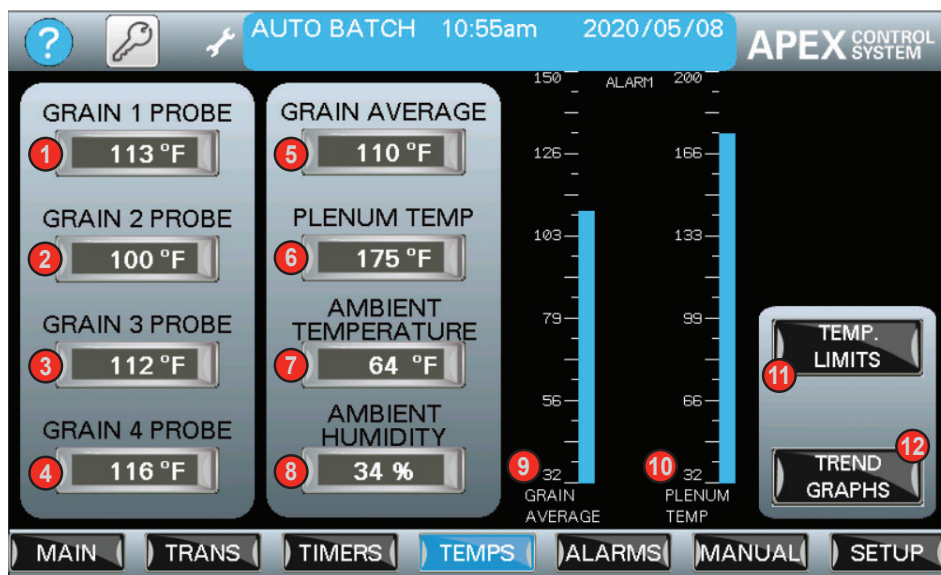 ?
AUTO BATCH 10:55am 2020/05/08
APEX CONTROL SYSTEM
GRAIN 1 PROBE
1
113 °F
GRAIN 2 PROBE
2
100 °F
GRAIN 3 PROBE
3
112 °F
GRAIN 4 PROBE
4
116 °F
GRAIN AVERAGE
5
110 °F
PLENUM TEMP
6
175 °F
AMBIENT
TEMPERATURE
7
64 °F
AMBIENT
HUMIDITY
8
34 %
ALARM
150
126
103
79
56
9
32
GRAIN
AVERAGE
200
166
133
99
66
10
32
PLENUM
TEMP
TEMP.
LIMITS
11
12
TREND
GRAPHS
MAIN TRANS TIMERS TEMPS ALARMS MANUAL SETUP